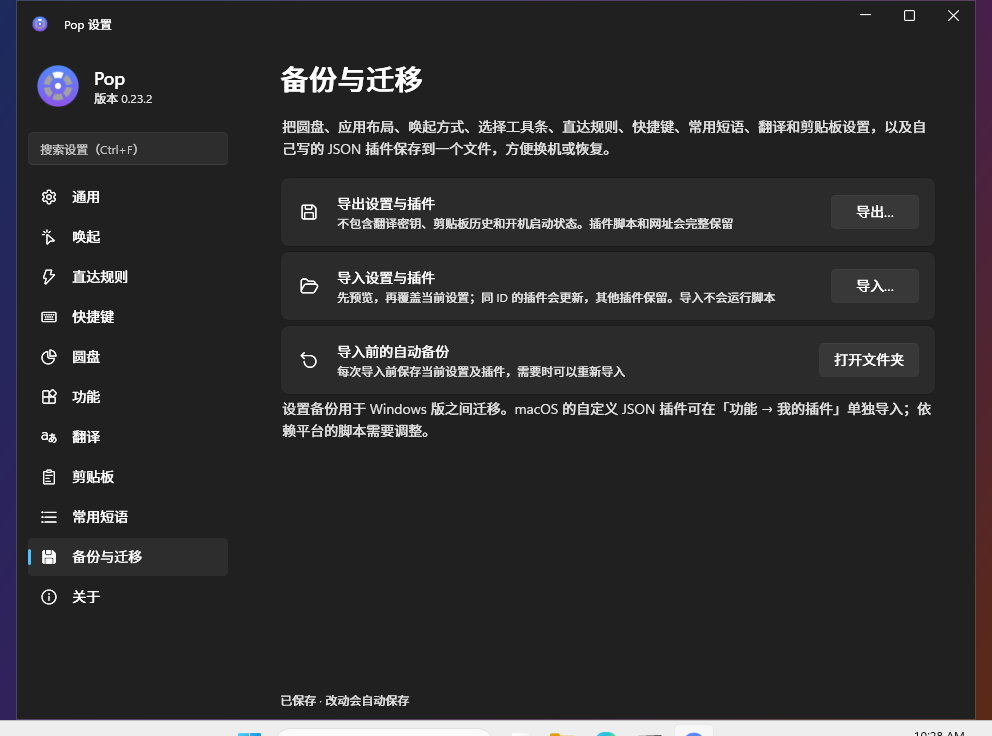 Pop 设置
Pop
版本 0.23.2
搜索设置（Ctrl+F）
通用
唤起
直达规则
快捷键
圆盘
功能
翻译
剪贴板
常用短语
备份与迁移
关于
备份与迁移
把圆盘、应用布局、唤起方式、选择工具条、直达规则、快捷键、常用短语、翻译和剪贴板设置，以及自
己写的 JSON 插件保存到一个文件，方便换机或恢复。
导出设置与插件
不包含翻译密钥、剪贴板历史和开机启动状态。插件脚本和网址会完整保留
导出...
导入设置与插件
先预览，再覆盖当前设置；同 ID 的插件会更新，其他插件保留。导入不会运行脚本
导入...
导入前的自动备份
每次导入前保存当前设置及插件，需要时可以重新导入
打开文件夹
设置备份用于 Windows 版之间迁移。macOS 的自定义 JSON 插件可在「功能 → 我的插件」单独导入；依
赖平台的脚本需要调整。
已保存 · 改动会自动保存
10:28 AM